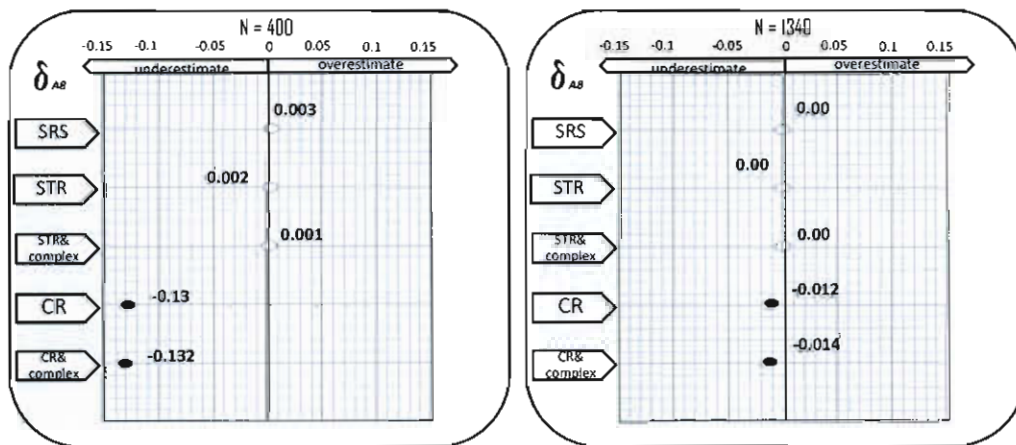 N = 400
-0.15 -0.1 -0.05 0 0.05 0.1 0.15
underestimate overestimate
δ AB
0.003
SRS
0.002
STR
0.001
STR&
complex
-0.13
CR
-0.132
CR&
complex
N = 1340
-0.15 -0.1 -0.05 0 0.05 0.1 0.15
underestimate overestimate
δ AB
0.00
SRS
0.00
STR
0.00
STR&
complex
-0.012
CR
-0.014
CR&
complex